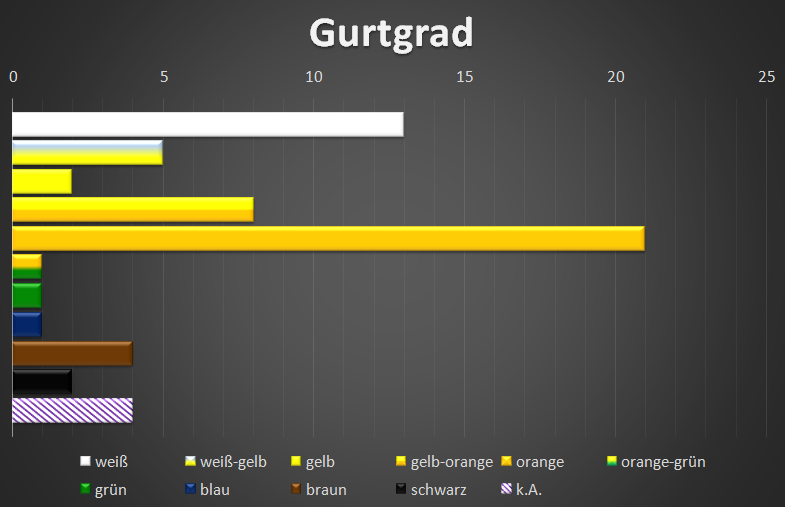 Gurtgrad
0 5 10 15 20 25
weiß weiß-gelb gelb gelb-orange orange orange-grün
grün blau braun schwarz k.A.